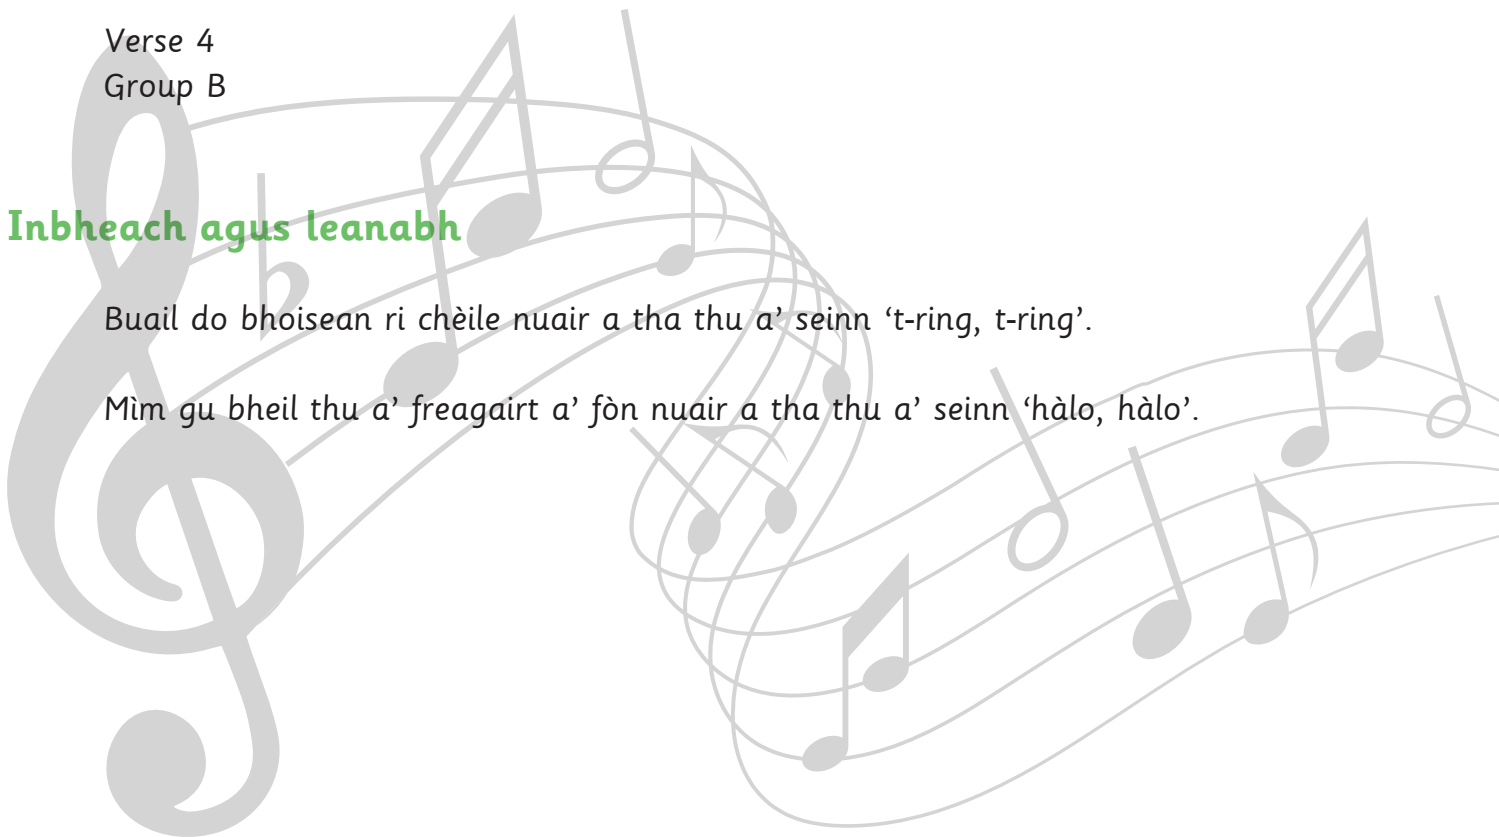 Verse 4
Group B
Inbheach agus leanabh
Buail do bhoisean ri chèile nuair a tha thu a’ seinn ‘t-ring, t-ring’.
Mìm gu bheil thu a’ freagairt a’ fòn nuair a tha thu a’ seinn ‘hàlo, hàlo’.